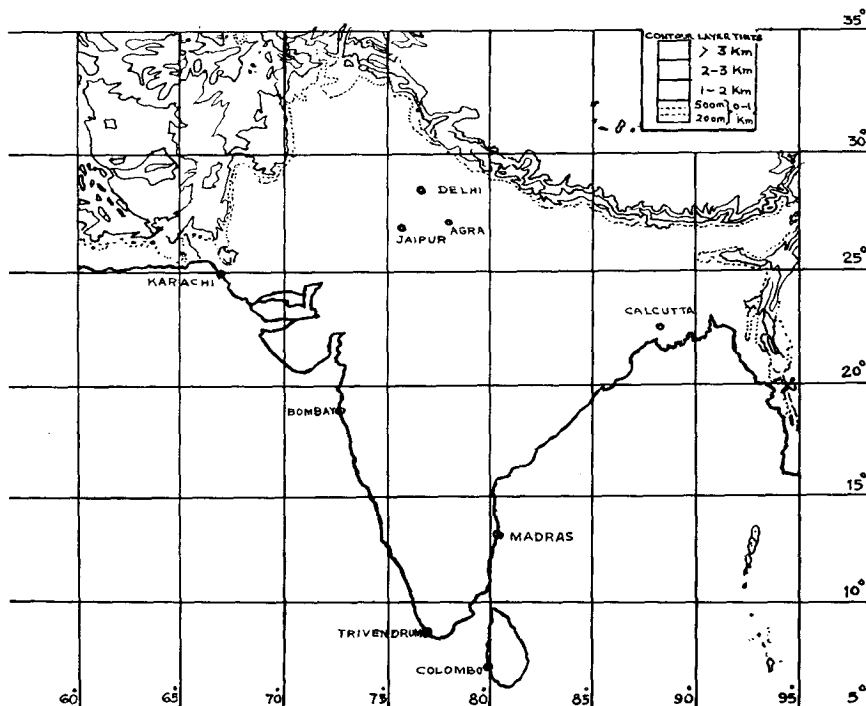 35°
CONTOUR LAYER TINTS
> 3 Km
2-3 Km
1-2 Km
500m } 0-1
200m } Km
30°
DELHI
AGRA
JAIPUR
25°
KARACHI
CALCUTTA
20°
BOMBAY
15°
MADRAS
10°
TRIVENDRUM
COLOMBO
60° 65° 70° 75° 80° 85° 90° 95° 5°